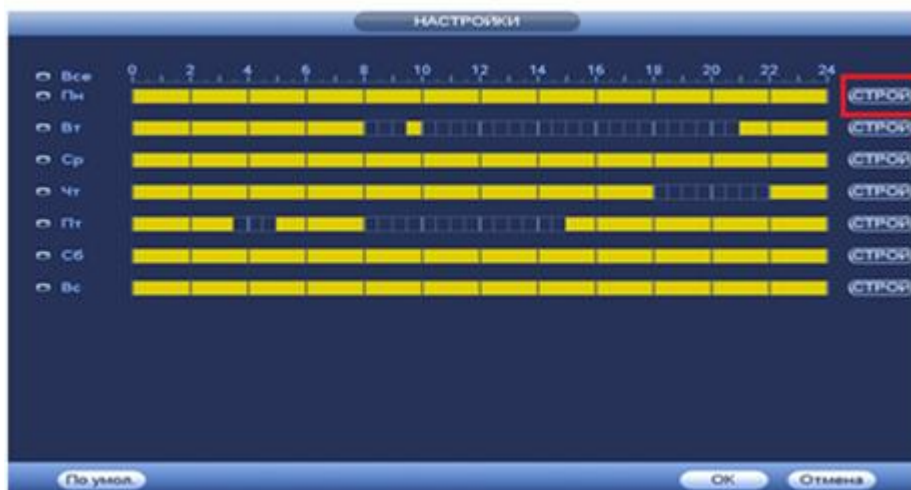 НАСТРОЙКИ
0 2 4 6 8 10 12 14 16 18 20 22 24
Все
Пн СТРОЙ
Вт СТРОЙ
Ср СТРОЙ
Чт СТРОЙ
Пт СТРОЙ
Сб СТРОЙ
Вс СТРОЙ
По умол. ОК Отмена